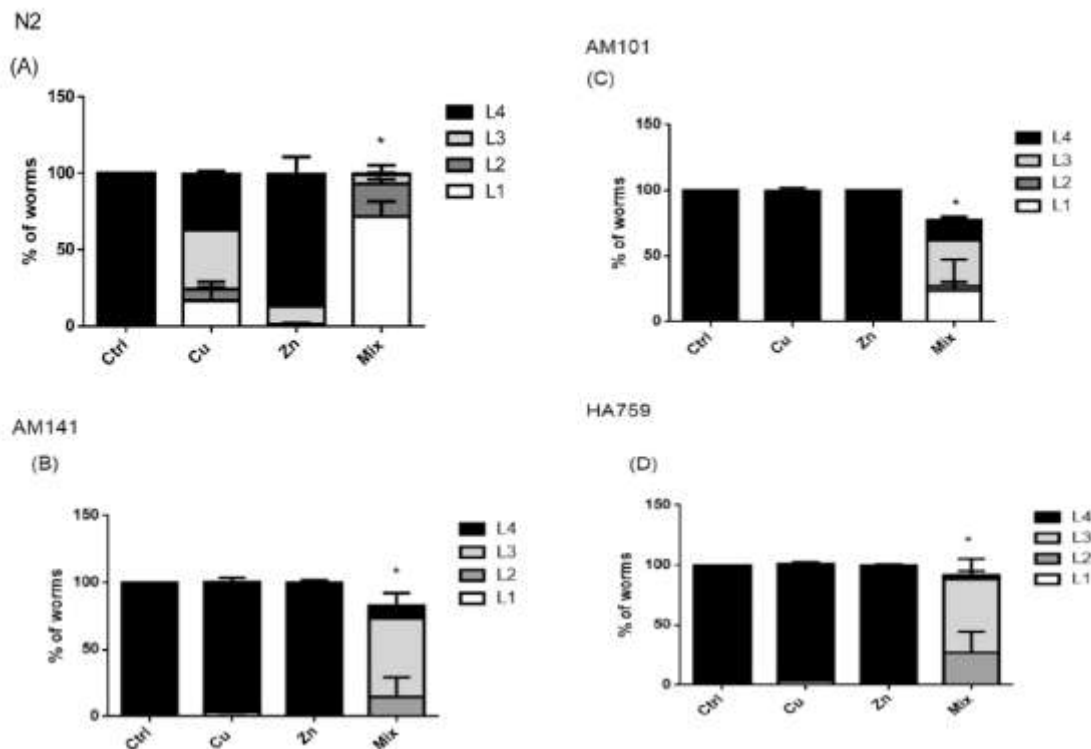 N2
(A)
150
100
50
0
% of worms
*
Ctrl
Cu
Zn
Mix
L4
L3
L2
L1
AM101
(C)
150
100
50
0
% of worms
*
Ctrl
Cu
Zn
Mix
L4
L3
L2
L1
AM141
(B)
150
100
50
0
% of worms
*
Ctrl
Cu
Zn
Mix
L4
L3
L2
L1
HA759
(D)
150
100
50
0
% of worms
*
Ctrl
Cu
Zn
Mix
L4
L3
L2
L1